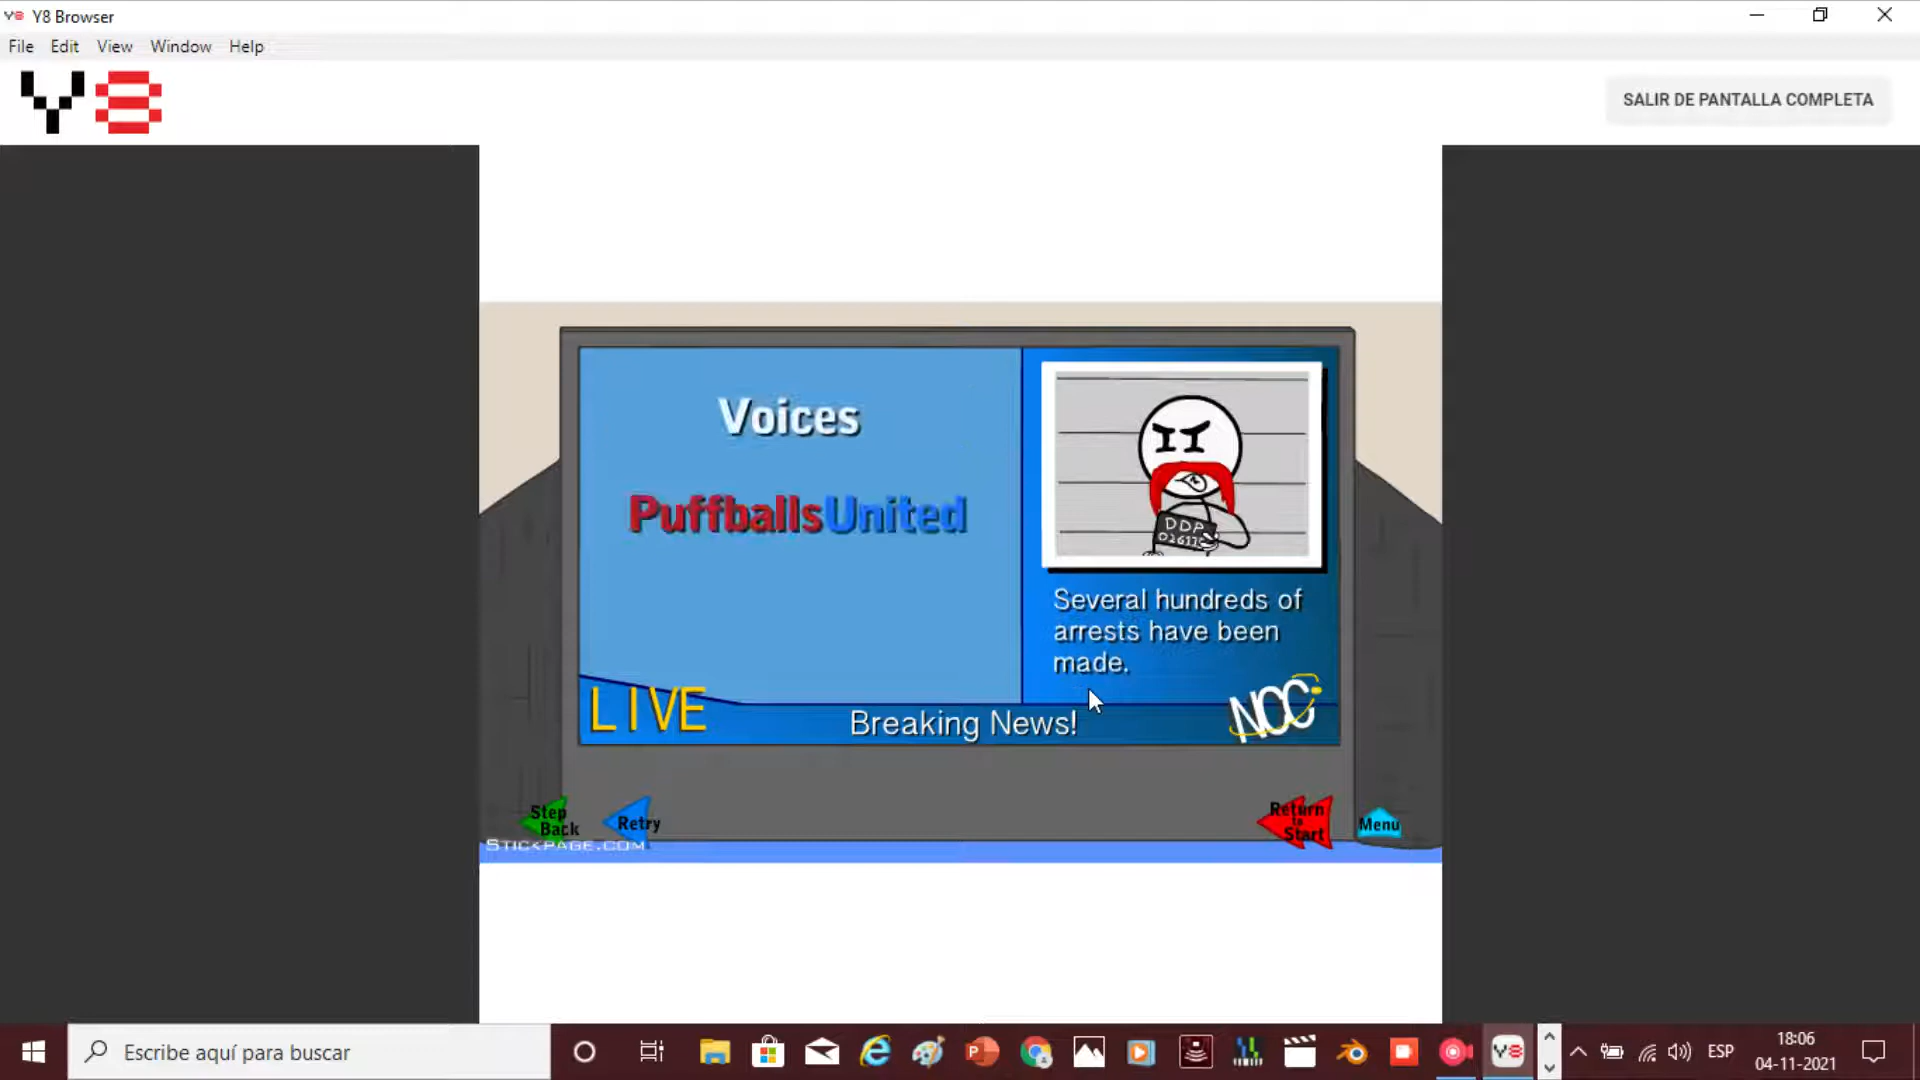 Y8 Browser
File Edit View Window Help
Y8
SALIR DE PANTALLA COMPLETA
Voices
PuffballsUnited
DDP
Several hundreds of
arrests have been
made.
LIVE
Breaking News!
NCC
Step
Back
Retry
Return
to
Start
Menu
STICKPAGE.COM
Escribe aquí para buscar
ESP
18:06
04-11-2021